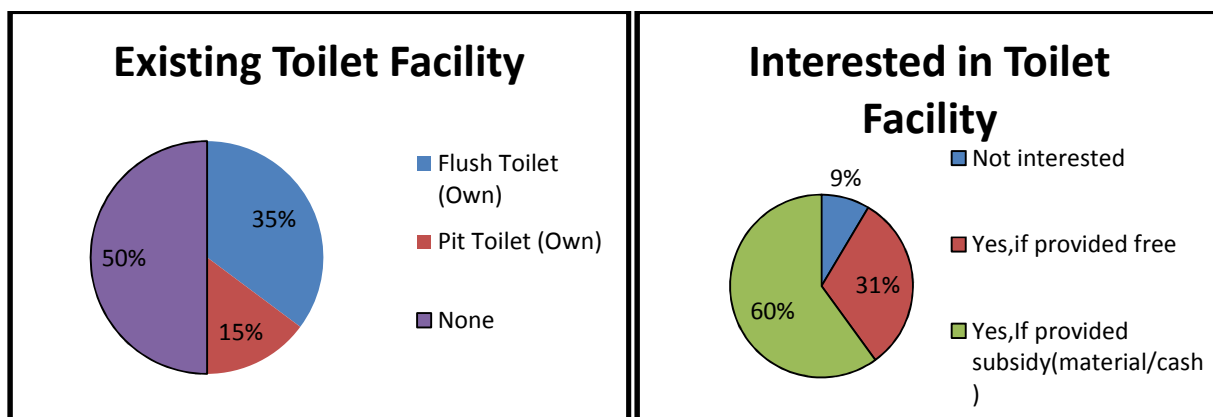 Existing Toilet Facility
35%
15%
50%
Flush Toilet
(Own)
Pit Toilet (Own)
None
Interested in Toilet
Facility
9%
31%
60%
Not interested
Yes,if provided free
Yes,If provided
subsidy(material/cash
)